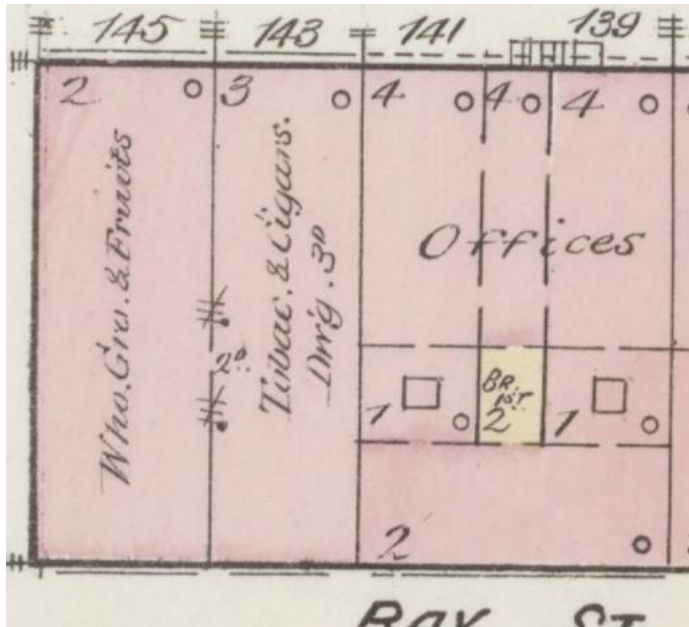 145 143 141 139
2 3 4 4 4
Who. Gro. & Fruits
Tobac. & Cigars.
Dwg. 3ᴰ
Offices
2ᴰ
1
BR.
1ST
2
1
2
BAY ST